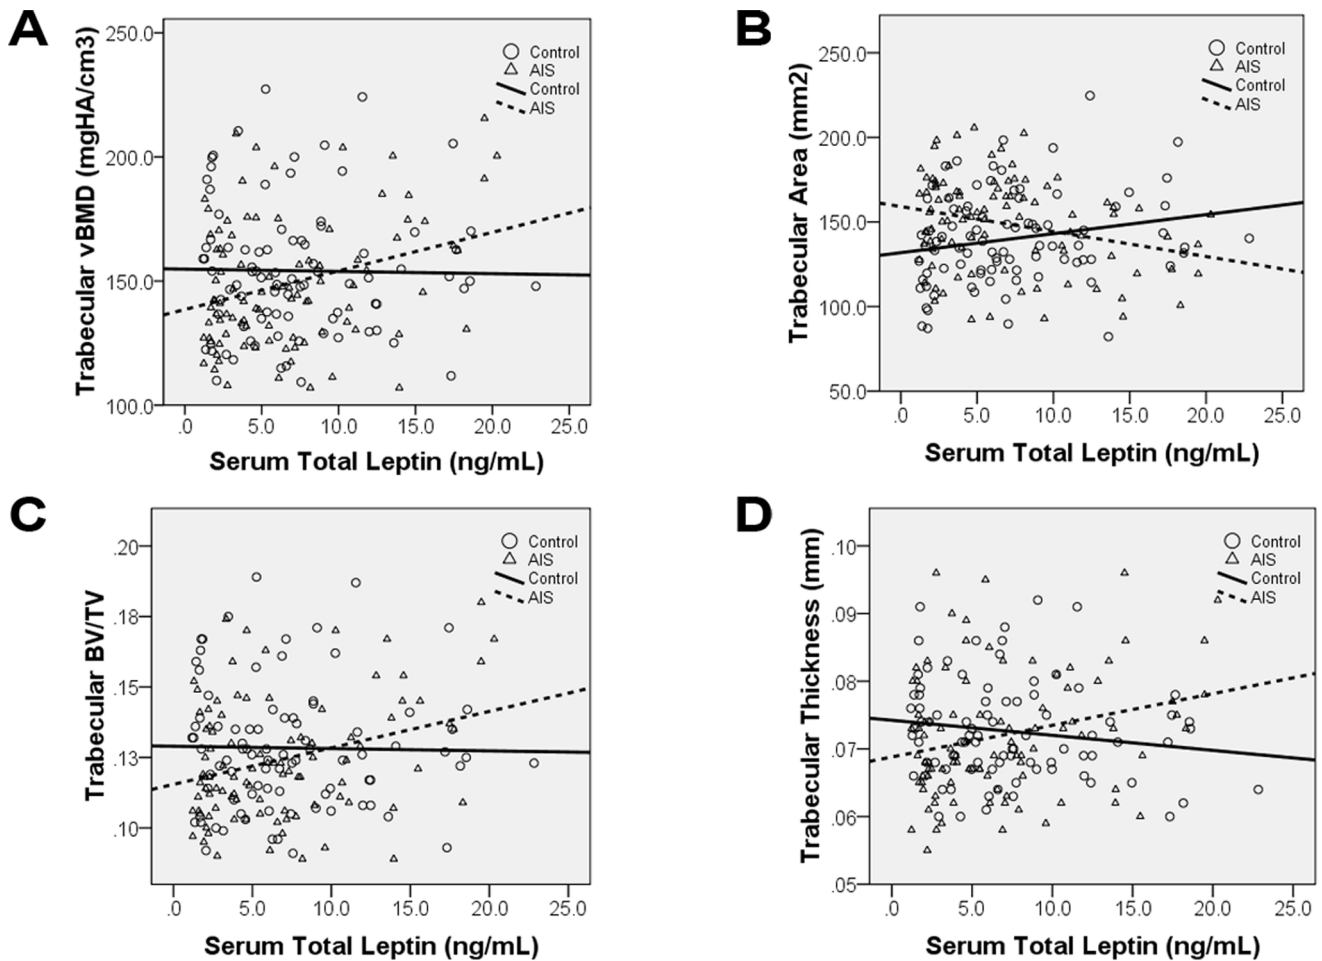 A
Trabecular vBMD (mgHA/cm3)
250.0
200.0
150.0
100.0
Control
AIS
Control
AIS
.0 5.0 10.0 15.0 20.0 25.0
Serum Total Leptin (ng/mL)
B
Trabecular Area (mm2)
250.0
200.0
150.0
100.0
50.0
Control
AIS
Control
AIS
.0 5.0 10.0 15.0 20.0 25.0
Serum Total Leptin (ng/mL)
C
Trabecular BV/TV
.20
.18
.15
.13
.10
Control
AIS
Control
AIS
.0 5.0 10.0 15.0 20.0 25.0
Serum Total Leptin (ng/mL)
D
Trabecular Thickness (mm)
.10
.09
.08
.07
.06
.05
Control
AIS
Control
AIS
.0 5.0 10.0 15.0 20.0 25.0
Serum Total Leptin (ng/mL)